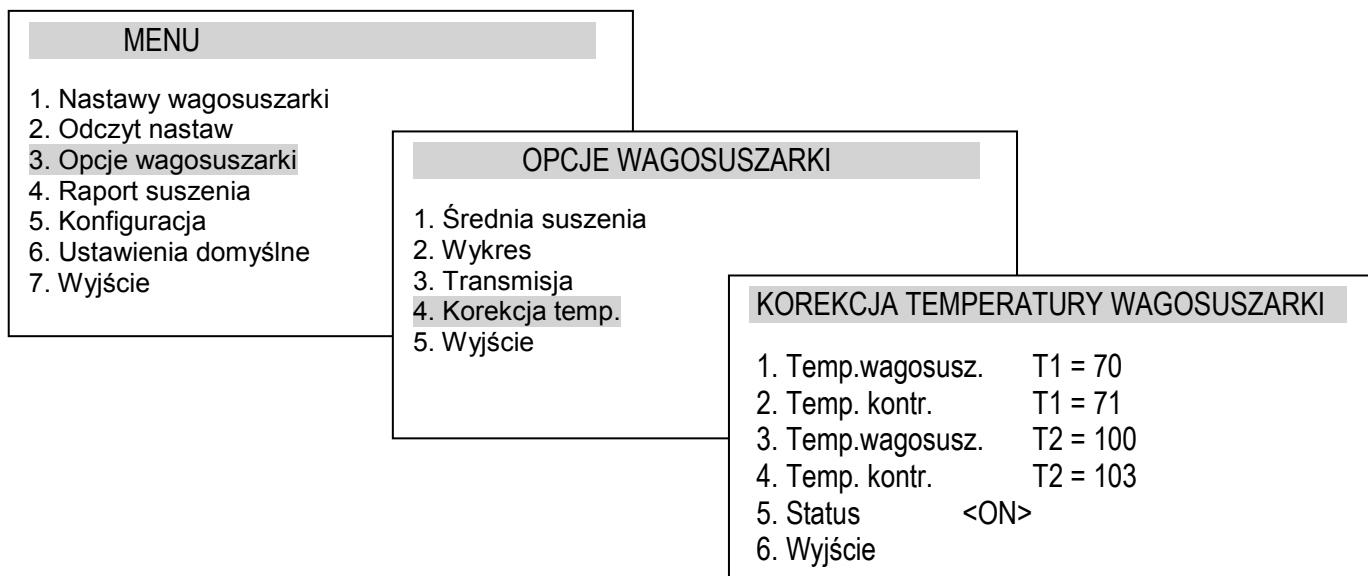 MENU
1. Nastawy wagosuszarki
2. Odczyt nastaw
3. Opcje wagosuszarki
4. Raport suszenia
5. Konfiguracja
6. Ustawienia domyślne
7. Wyjście
OPCJE WAGOSUSZARKI
1. Średnia suszenia
2. Wykres
3. Transmisja
4. Korekcja temp.
5. Wyjście
KOREKCJA TEMPERATURY WAGOSUSZARKI
1. Temp.wagosusz. T1 = 70
2. Temp. kontr. T1 = 71
3. Temp.wagosusz. T2 = 100
4. Temp. kontr. T2 = 103
5. Status <ON>
6. Wyjście